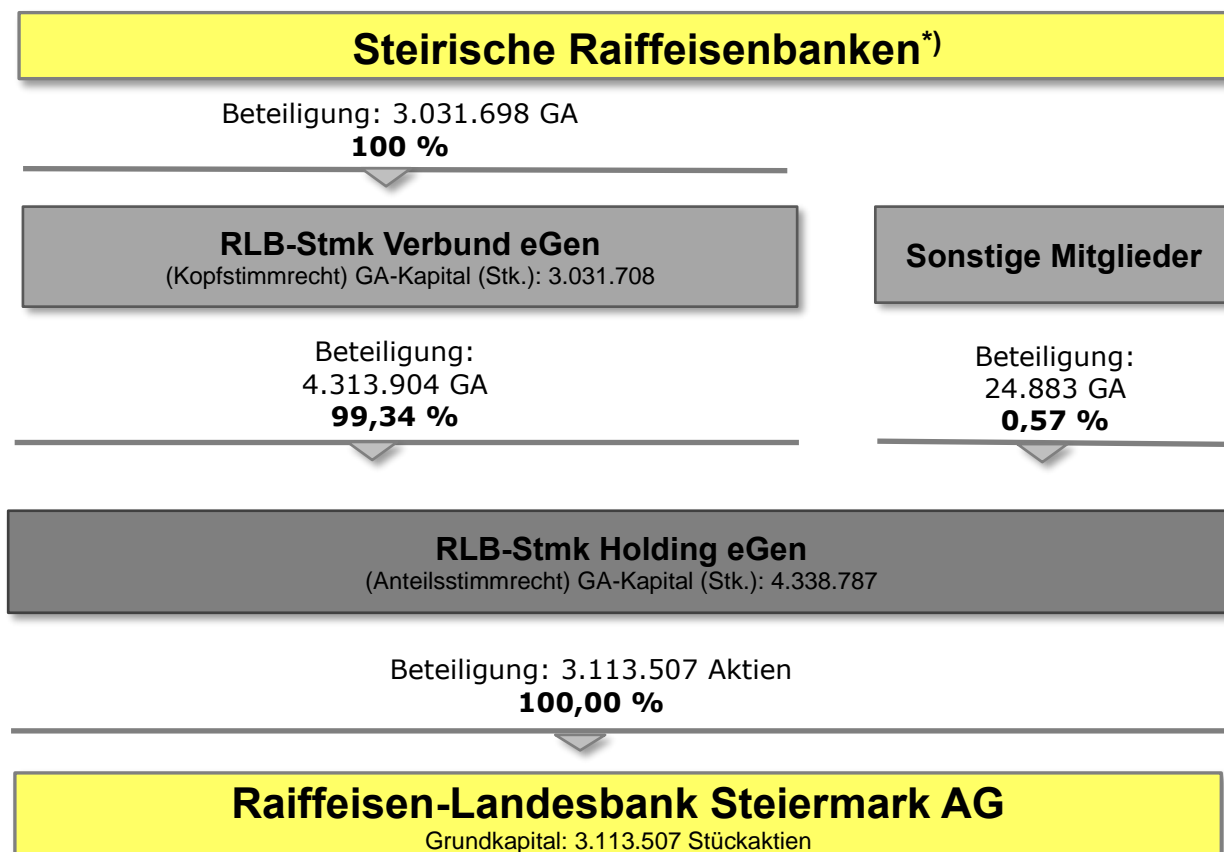 Steirische Raiffeisenbanken*)
Beteiligung: 3.031.698 GA
100 %
RLB-Stmk Verbund eGen
(Kopfstimmrecht) GA-Kapital (Stk.): 3.031.708
Sonstige Mitglieder
Beteiligung:
4.313.904 GA
99,34 %
Beteiligung:
24.883 GA
0,57 %
RLB-Stmk Holding eGen
(Anteilsstimmrecht) GA-Kapital (Stk.): 4.338.787
Beteiligung: 3.113.507 Aktien
100,00 %
Raiffeisen-Landesbank Steiermark AG
Grundkapital: 3.113.507 Stückaktien